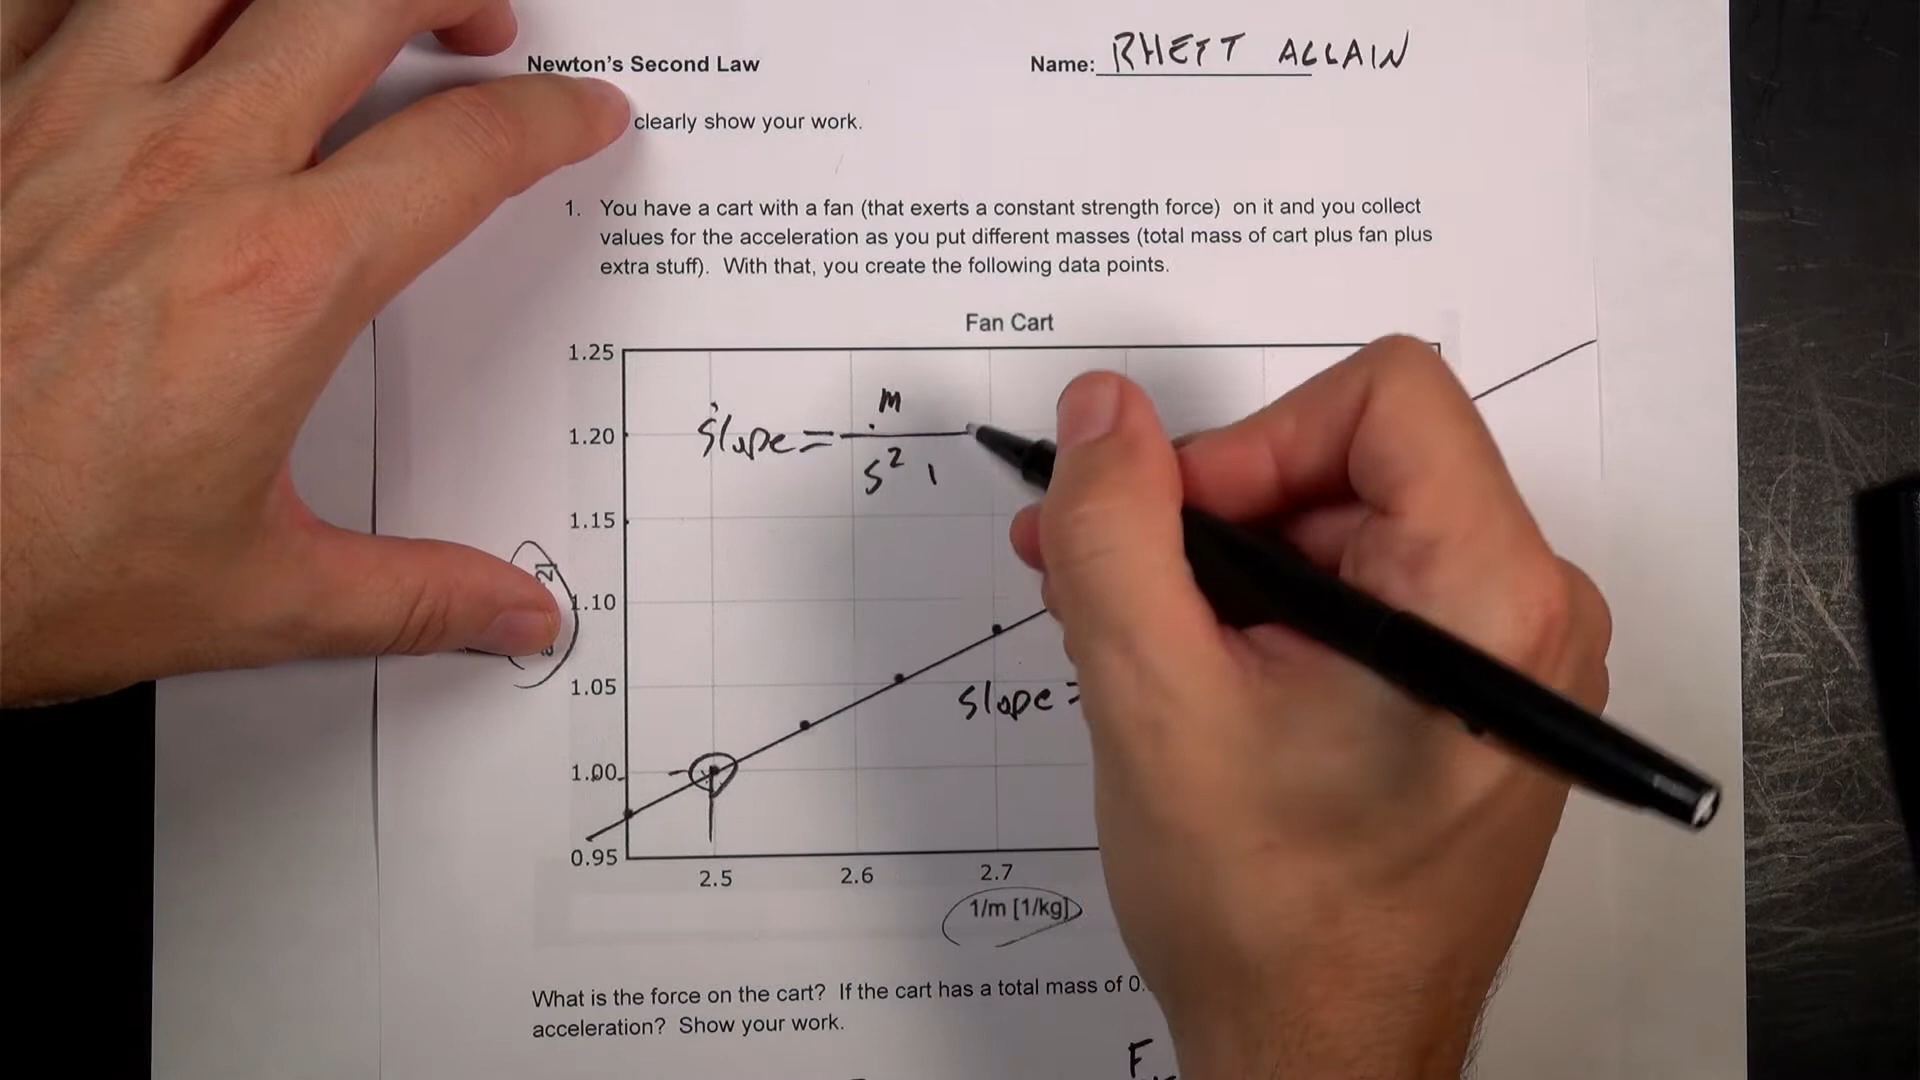 Newton's Second Law
Name: RHETT ALLAIN
clearly show your work.
1. You have a cart with a fan (that exerts a constant strength force) on it and you collect
values for the acceleration as you put different masses (total mass of cart plus fan plus
extra stuff). With that, you create the following data points.
Fan Cart
1.25
1.20
1.15
1.10
1.05
1.00
0.95
slope = m
s² 1
slope =
2.5 2.6 2.7
1/m [1/kg]
What is the force on the cart? If the cart has a total mass of 0.
acceleration? Show your work.
F